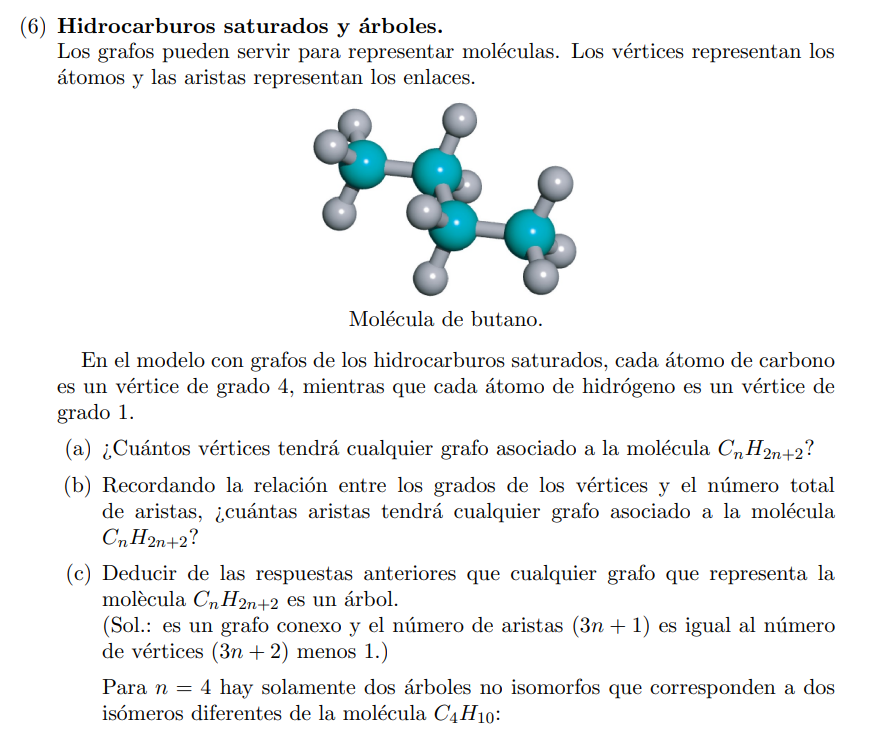 (6) Hidrocarburos saturados y árboles.
Los grafos pueden servir para representar moléculas. Los vértices representan los
átomos y las aristas representan los enlaces.
Molécula de butano.
En el modelo con grafos de los hidrocarburos saturados, cada átomo de carbono
es un vértice de grado 4, mientras que cada átomo de hidrógeno es un vértice de
grado 1.
(a) ¿Cuántos vértices tendrá cualquier grafo asociado a la molécula $C_nH_{2n+2}$?
(b) Recordando la relación entre los grados de los vértices y el número total
de aristas, ¿cuántas aristas tendrá cualquier grafo asociado a la molécula
$C_nH_{2n+2}$?
(c) Deducir de las respuestas anteriores que cualquier grafo que representa la
molècula $C_nH_{2n+2}$ es un árbol.
(Sol.: es un grafo conexo y el número de aristas $(3n + 1)$ es igual al número
de vértices $(3n + 2)$ menos 1.)
Para $n = 4$ hay solamente dos árboles no isomorfos que corresponden a dos
isómeros diferentes de la molécula $C_4H_{10}$: